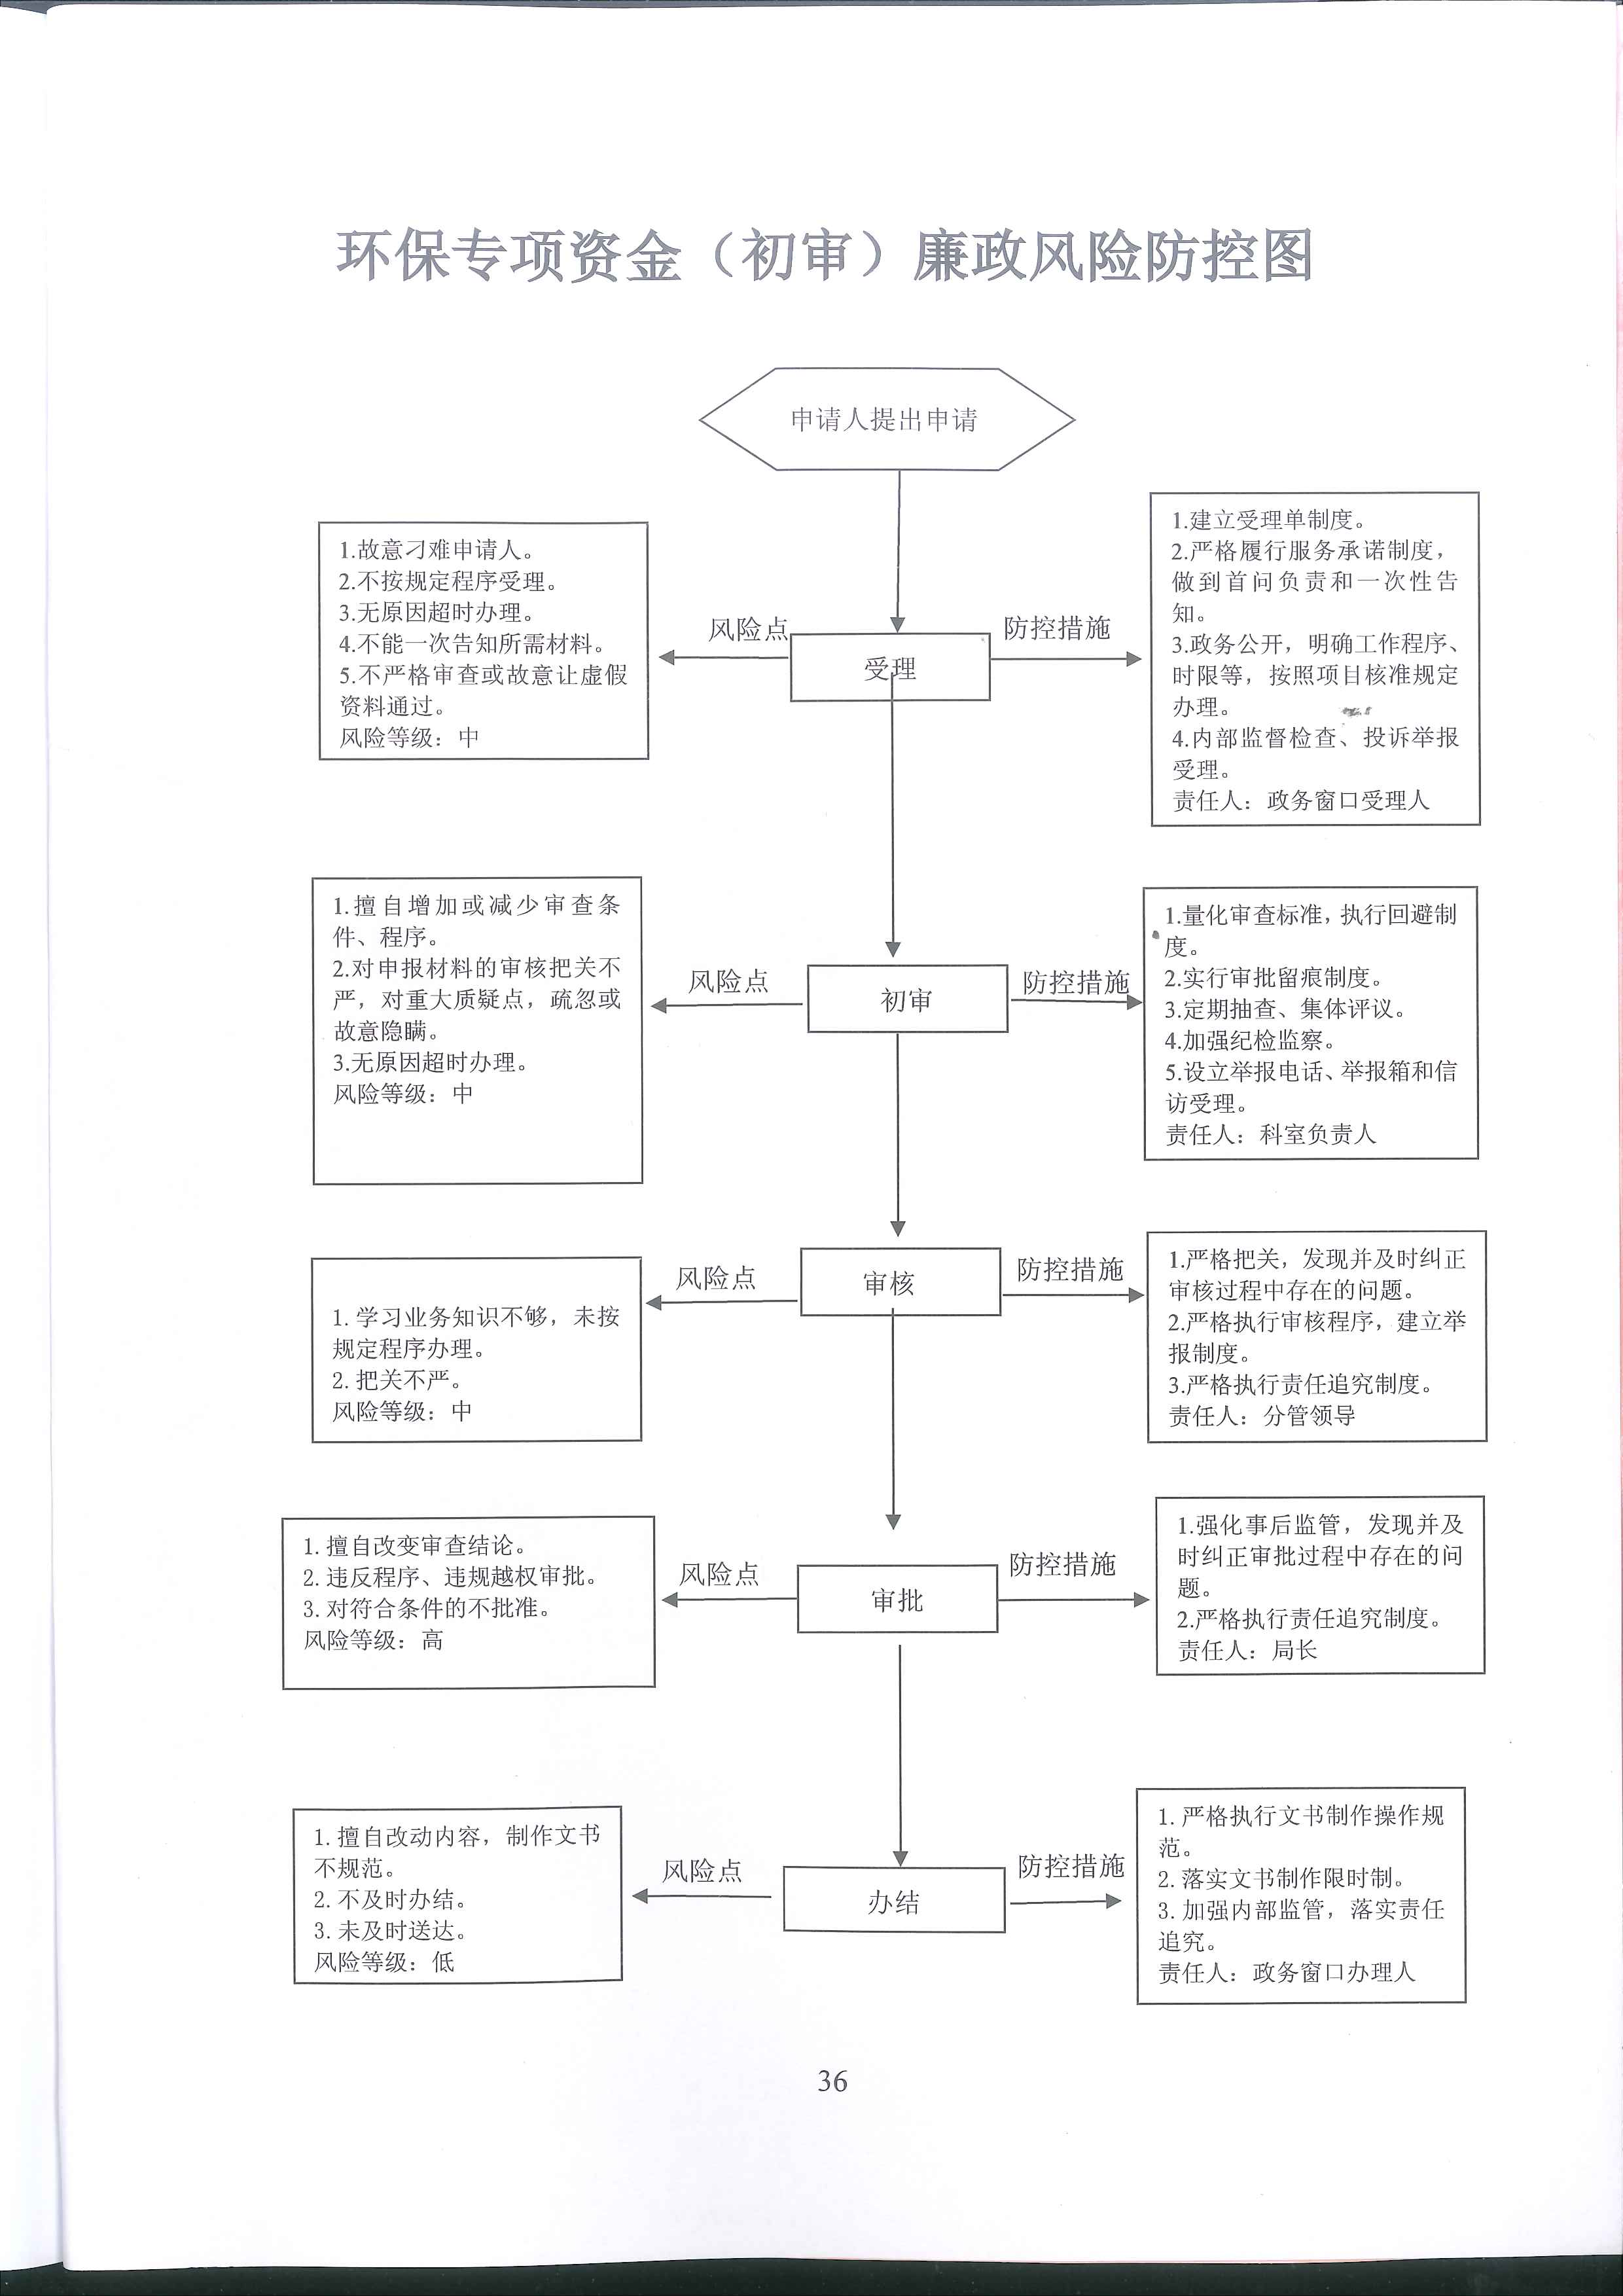 环保专项资金（初审）廉政风险防控图
申请人提出申请
1.故意刁难申请人。
2.不按规定程序受理。
3.无原因超时办理。
4.不能一次告知所需材料。
5.不严格审查或故意让虚假
资料通过。
风险等级：中
风险点
受理
防控措施
1.建立受理单制度。
2.严格履行服务承诺制度，
做到首问负责和一次性告
知。
3.政务公开，明确工作程序、
时限等，按照项目核准规定
办理。
4.内部监督检查、投诉举报
受理。
责任人：政务窗口受理人
1.擅自增加或减少审查条
件、程序。
2.对申报材料的审核把关不
严，对重大质疑点，疏忽或
故意隐瞒。
3.无原因超时办理。
风险等级：中
风险点
初审
防控措施
1.量化审查标准，执行回避制
度。
2.实行审批留痕制度。
3.定期抽查、集体评议。
4.加强纪检监察。
5.设立举报电话、举报箱和信
访受理。
责任人：科室负责人
1. 学习业务知识不够，未按
规定程序办理。
2. 把关不严。
风险等级：中
风险点
审核
防控措施
1.严格把关，发现并及时纠正
审核过程中存在的问题。
2.严格执行审核程序，建立举
报制度。
3.严格执行责任追究制度。
责任人：分管领导
1. 擅自改变审查结论。
2. 违反程序、违规越权审批。
3. 对符合条件的不批准。
风险等级：高
风险点
审批
防控措施
1.强化事后监管，发现并及
时纠正审批过程中存在的问
题。
2.严格执行责任追究制度。
责任人：局长
1. 擅自改动内容，制作文书
不规范。
2. 不及时办结。
3. 未及时送达。
风险等级：低
风险点
办结
防控措施
1. 严格执行文书制作操作规
范。
2. 落实文书制作限时制。
3. 加强内部监管，落实责任
追究。
责任人：政务窗口办理人
36